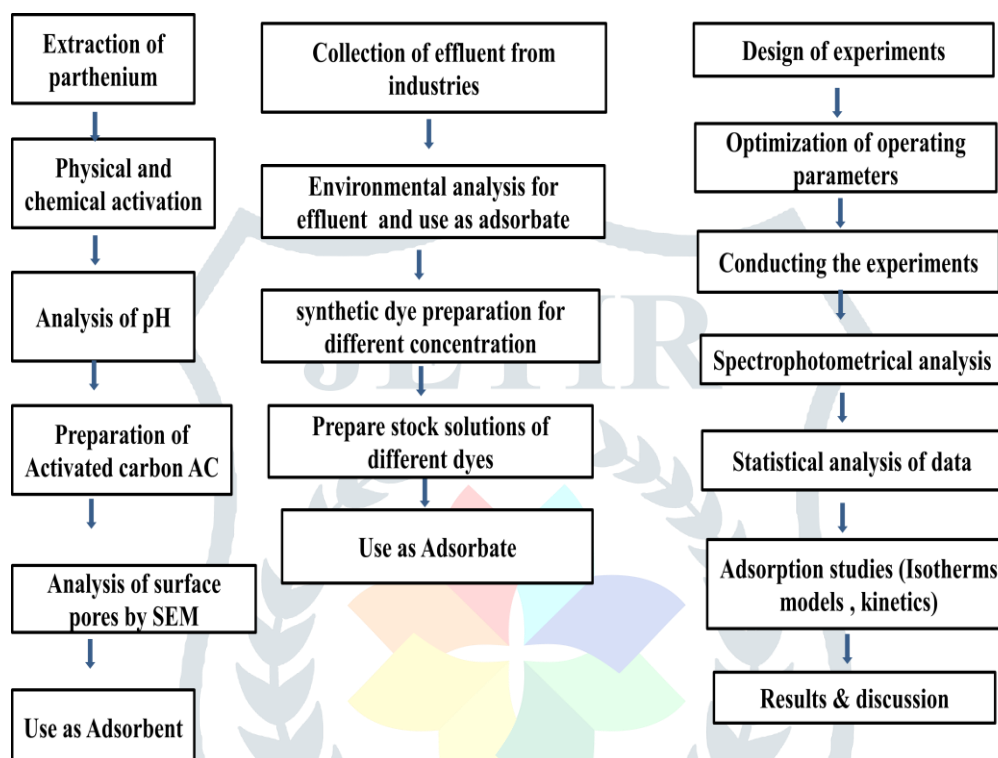 Extraction of
parthenium
Physical and
chemical activation
Analysis of pH
Preparation of
Activated carbon AC
Analysis of surface
pores by SEM
Use as Adsorbent
Collection of effluent from
industries
Environmental analysis for
effluent and use as adsorbate
synthetic dye preparation for
different concentration
Prepare stock solutions of
different dyes
Use as Adsorbate
Design of experiments
Optimization of operating
parameters
Conducting the experiments
Spectrophotometrical analysis
Statistical analysis of data
Adsorption studies (Isotherms
models , kinetics)
Results & discussion
JETIR